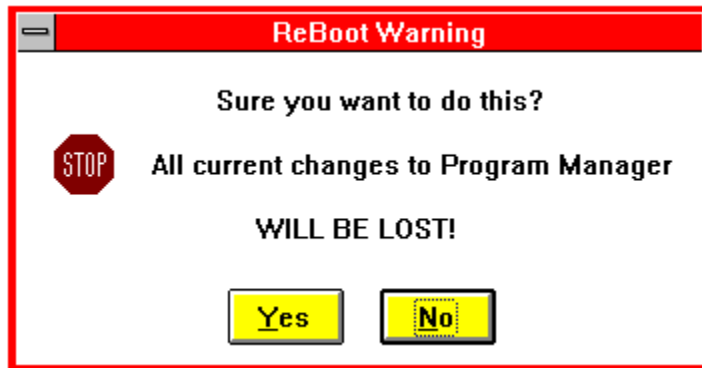 ReBoot Warning
Sure you want to do this?
STOP
All current changes to Program Manager
WILL BE LOST!
Yes
No